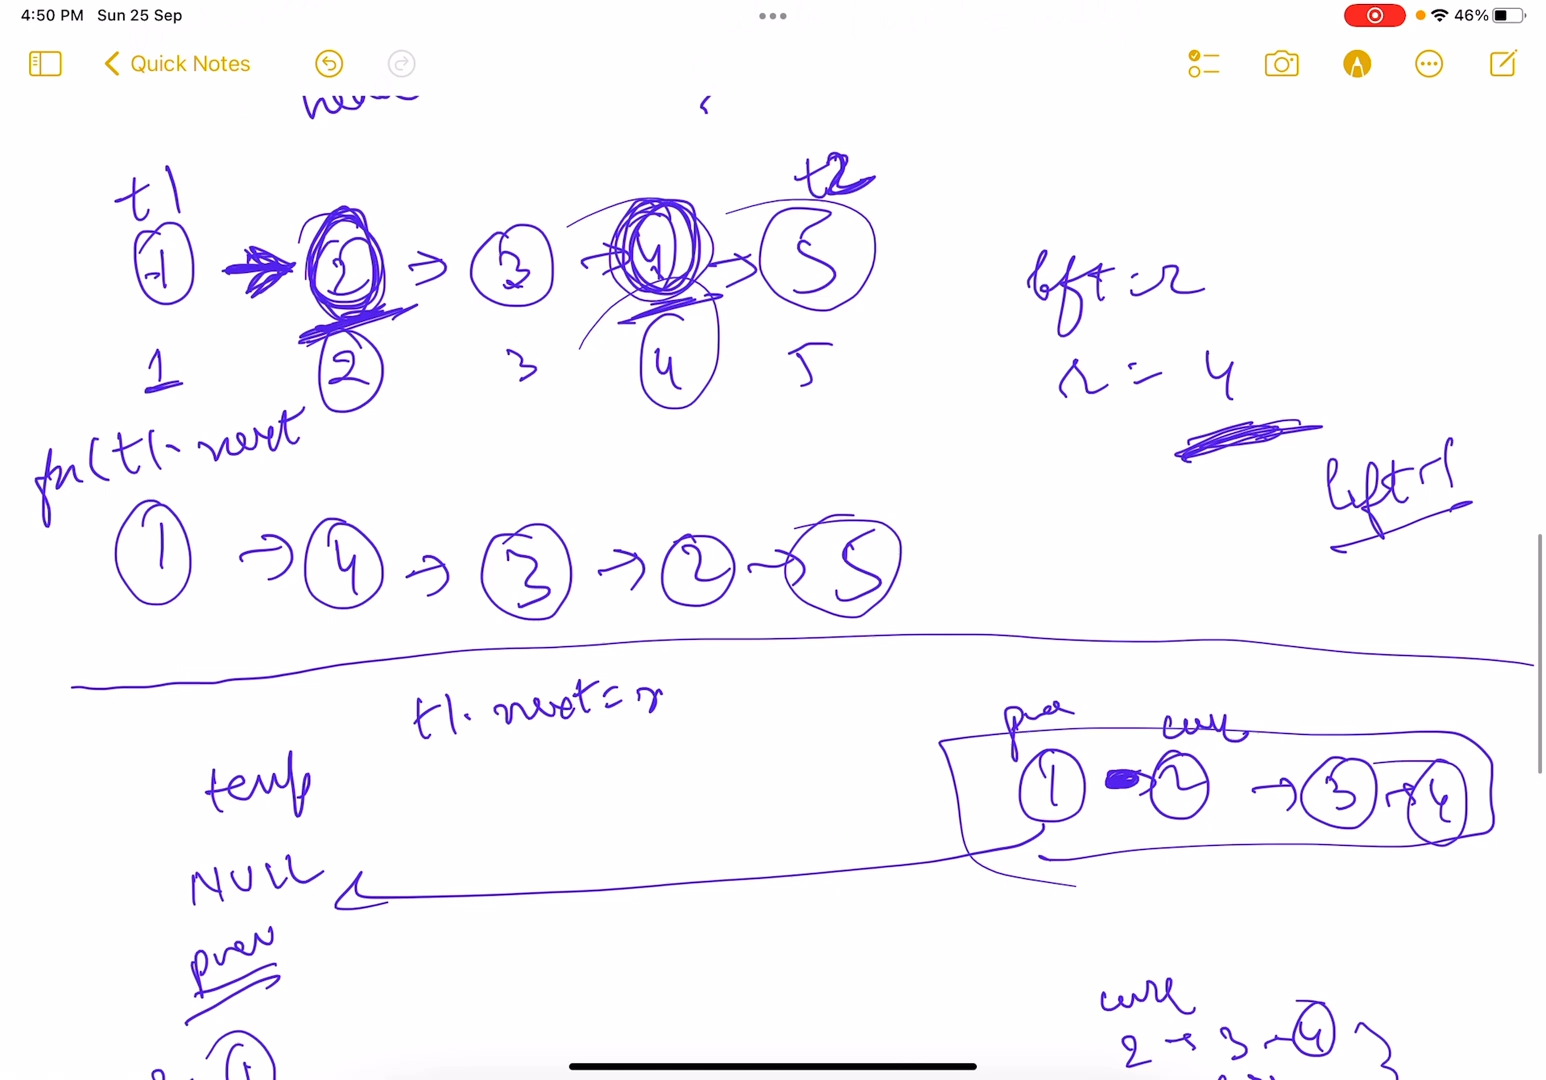 4:50 PM Sun 25 Sep
46%
Quick Notes
t1
t2
1 → 2 → 3 → 4 → 5
left = 2
1 2 3 4 5
r = 4
fn(t1. next
left-1
1 → 4 → 3 → 2 → 5
t1. next = r
prev curr
temp
1 → 2 → 3 → 4
NULL
prev
curr
2 → 3 → 4
1